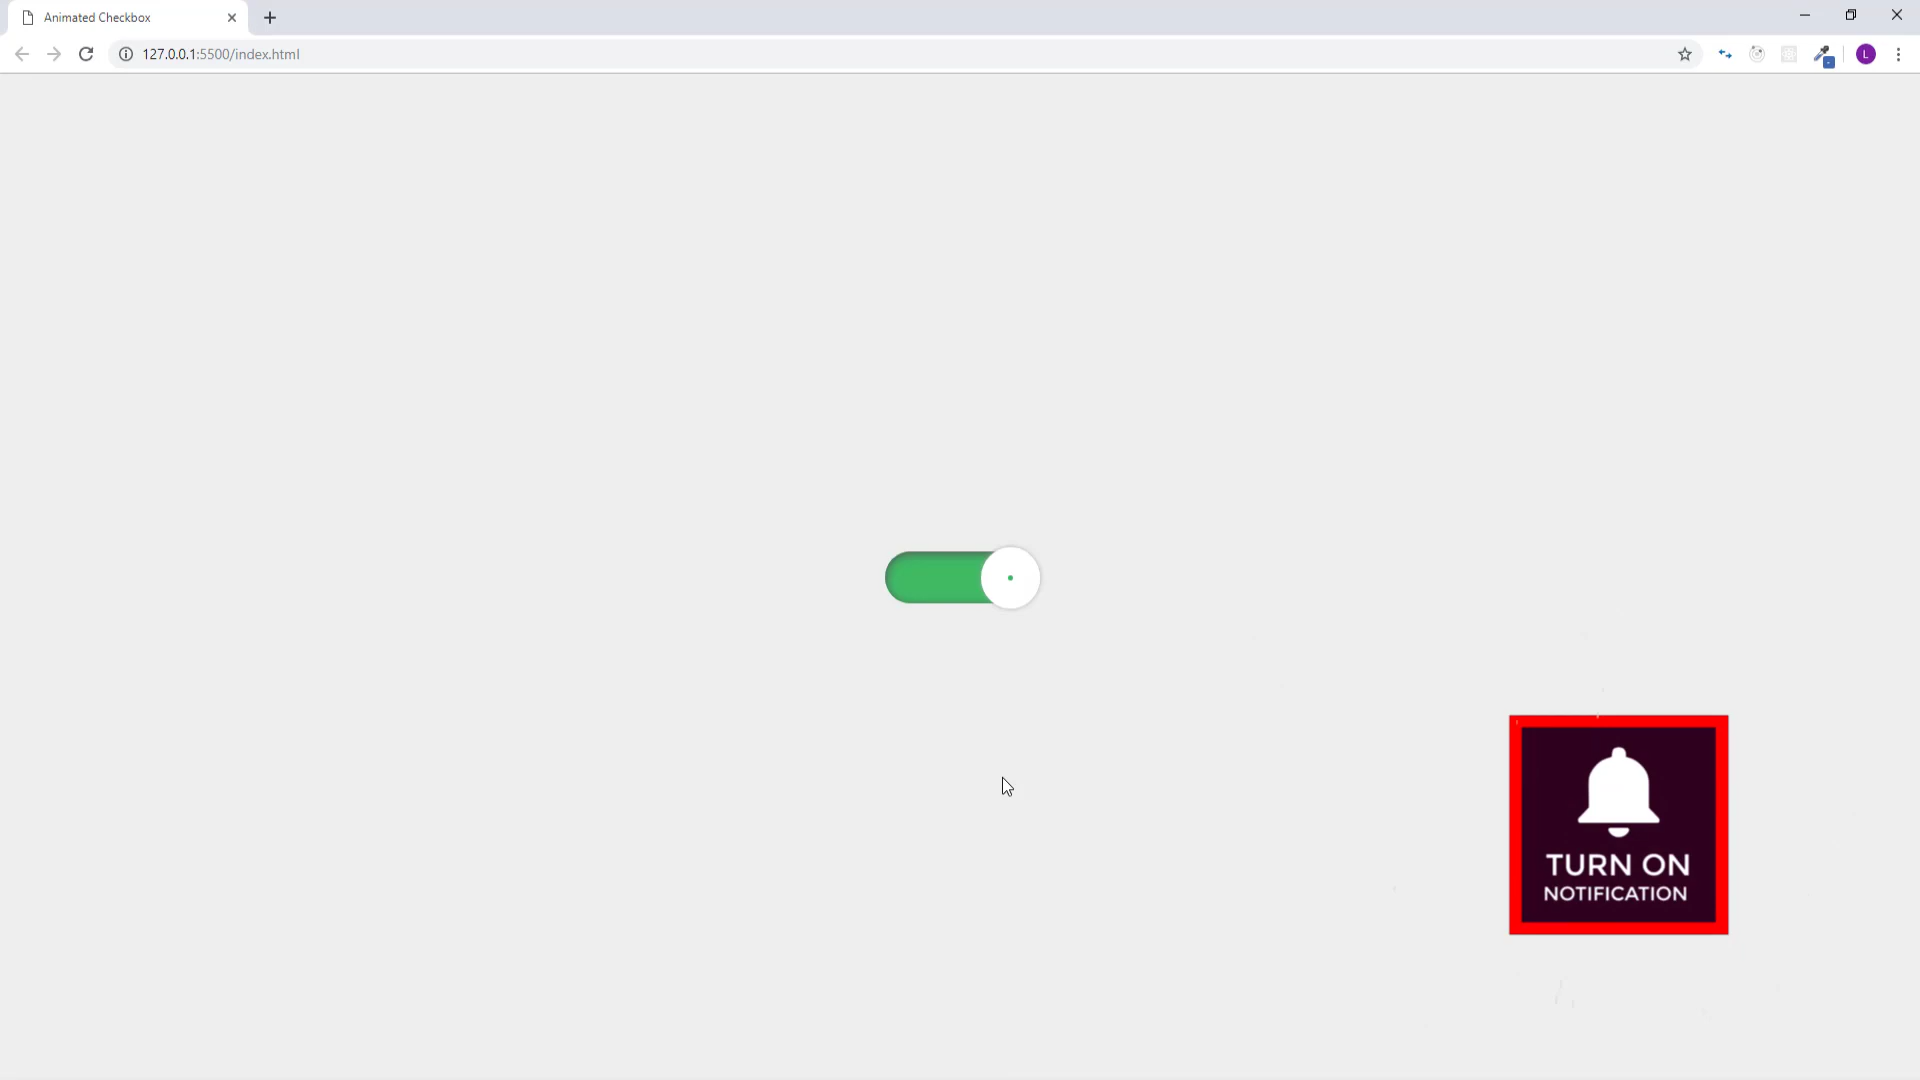 Animated Checkbox
127.0.0.1:5500/index.html
L
TURN ON
NOTIFICATION